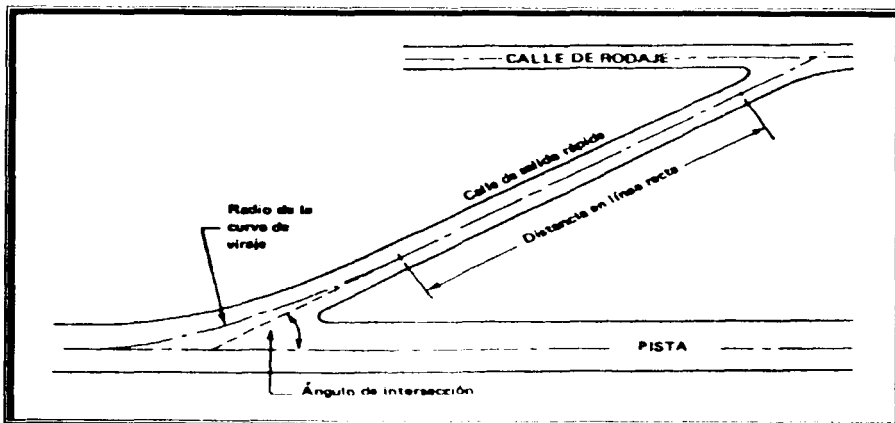 CALLE DE RODAJE
Calle de salida rápida
Distancia en línea recta
Radio de la
curva de
viraje
PISTA
Ángulo de intersección